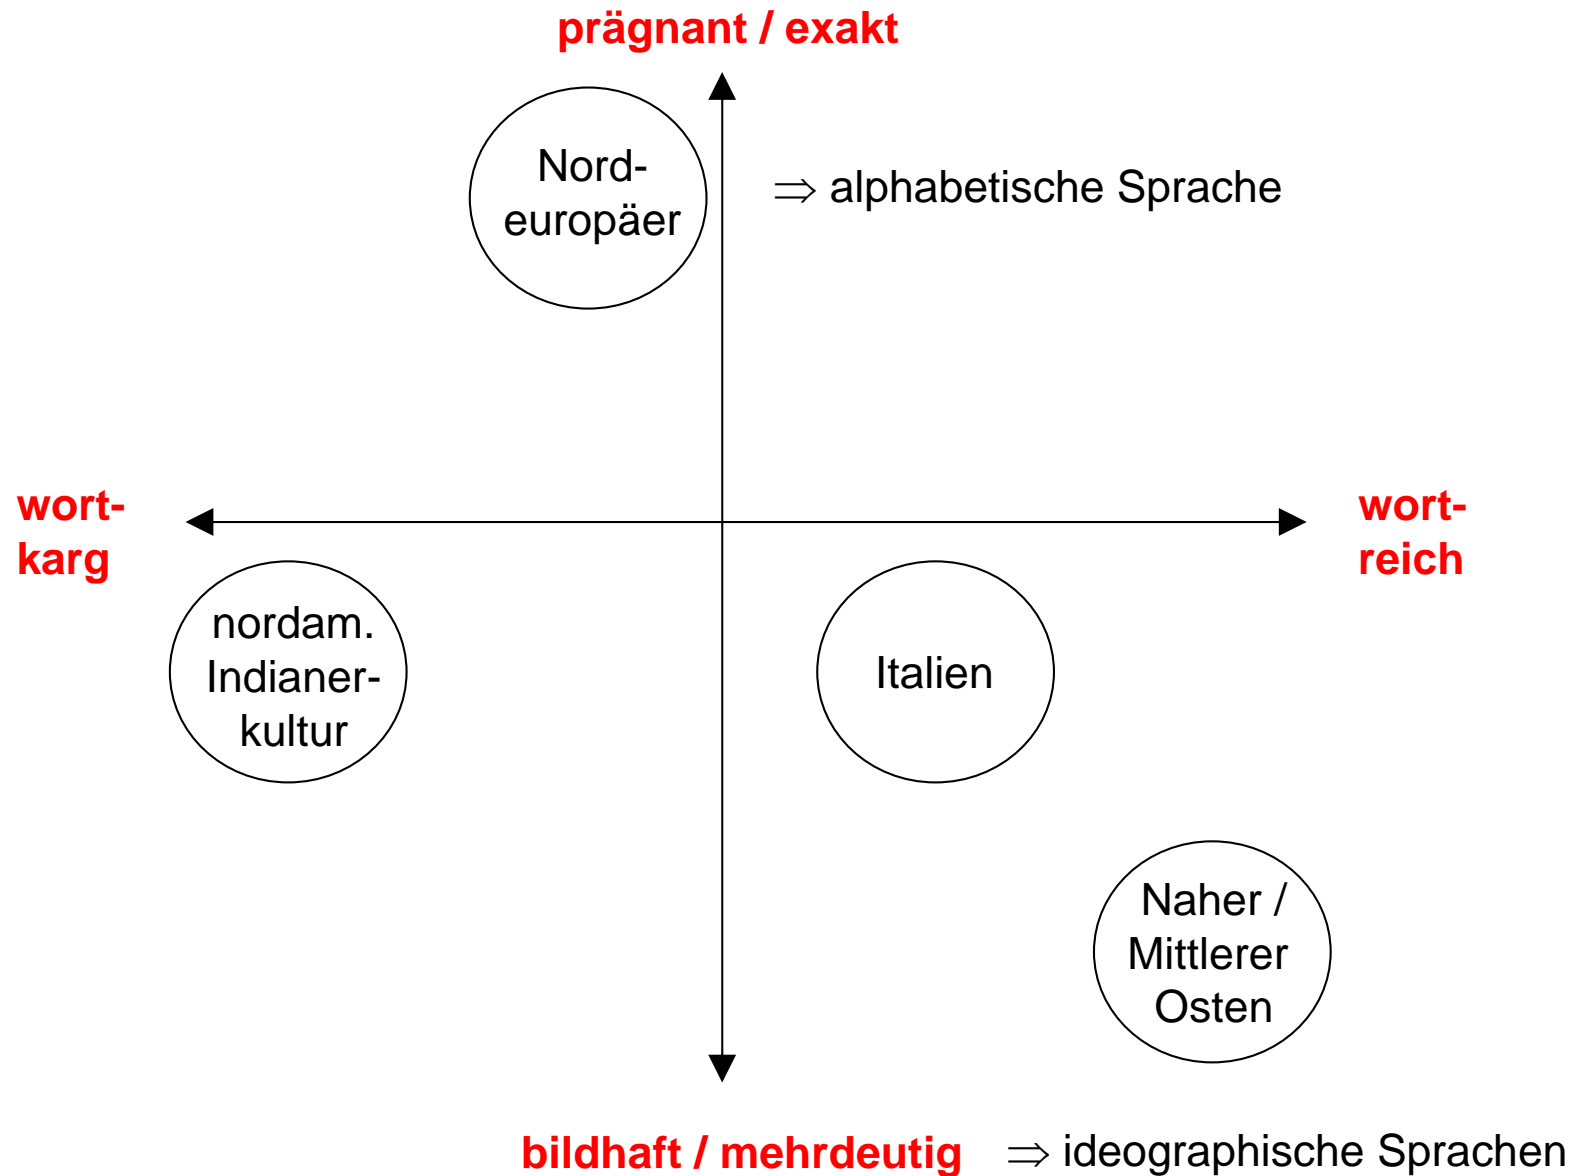 prägnant / exakt
Nord-
europäer
⇒ alphabetische Sprache
wort-
karg
wort-
reich
nordam.
Indianer-
kultur
Italien
Naher /
Mittlerer
Osten
bildhaft / mehrdeutig ⇒ ideographische Sprachen